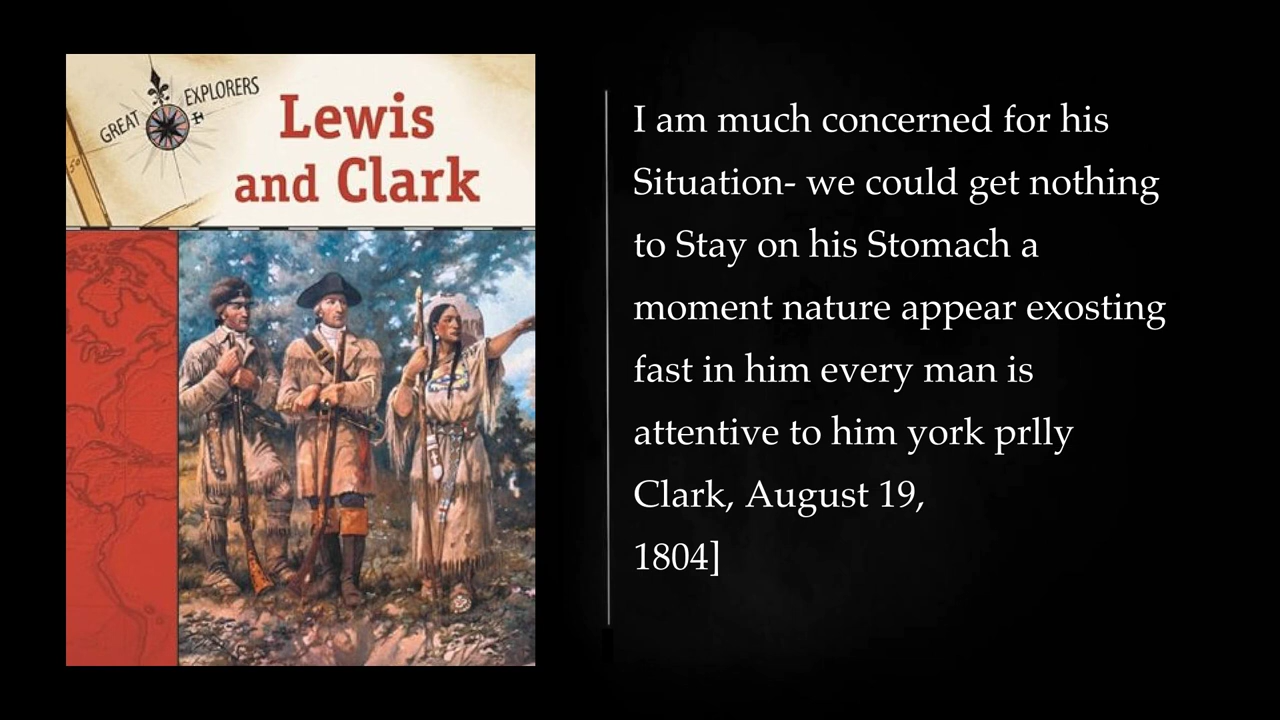 GREAT EXPLORERS
Lewis
and Clark
I am much concerned for his
Situation- we could get nothing
to Stay on his Stomach a
moment nature appear exosting
fast in him every man is
attentive to him york prlly
Clark, August 19,
1804]